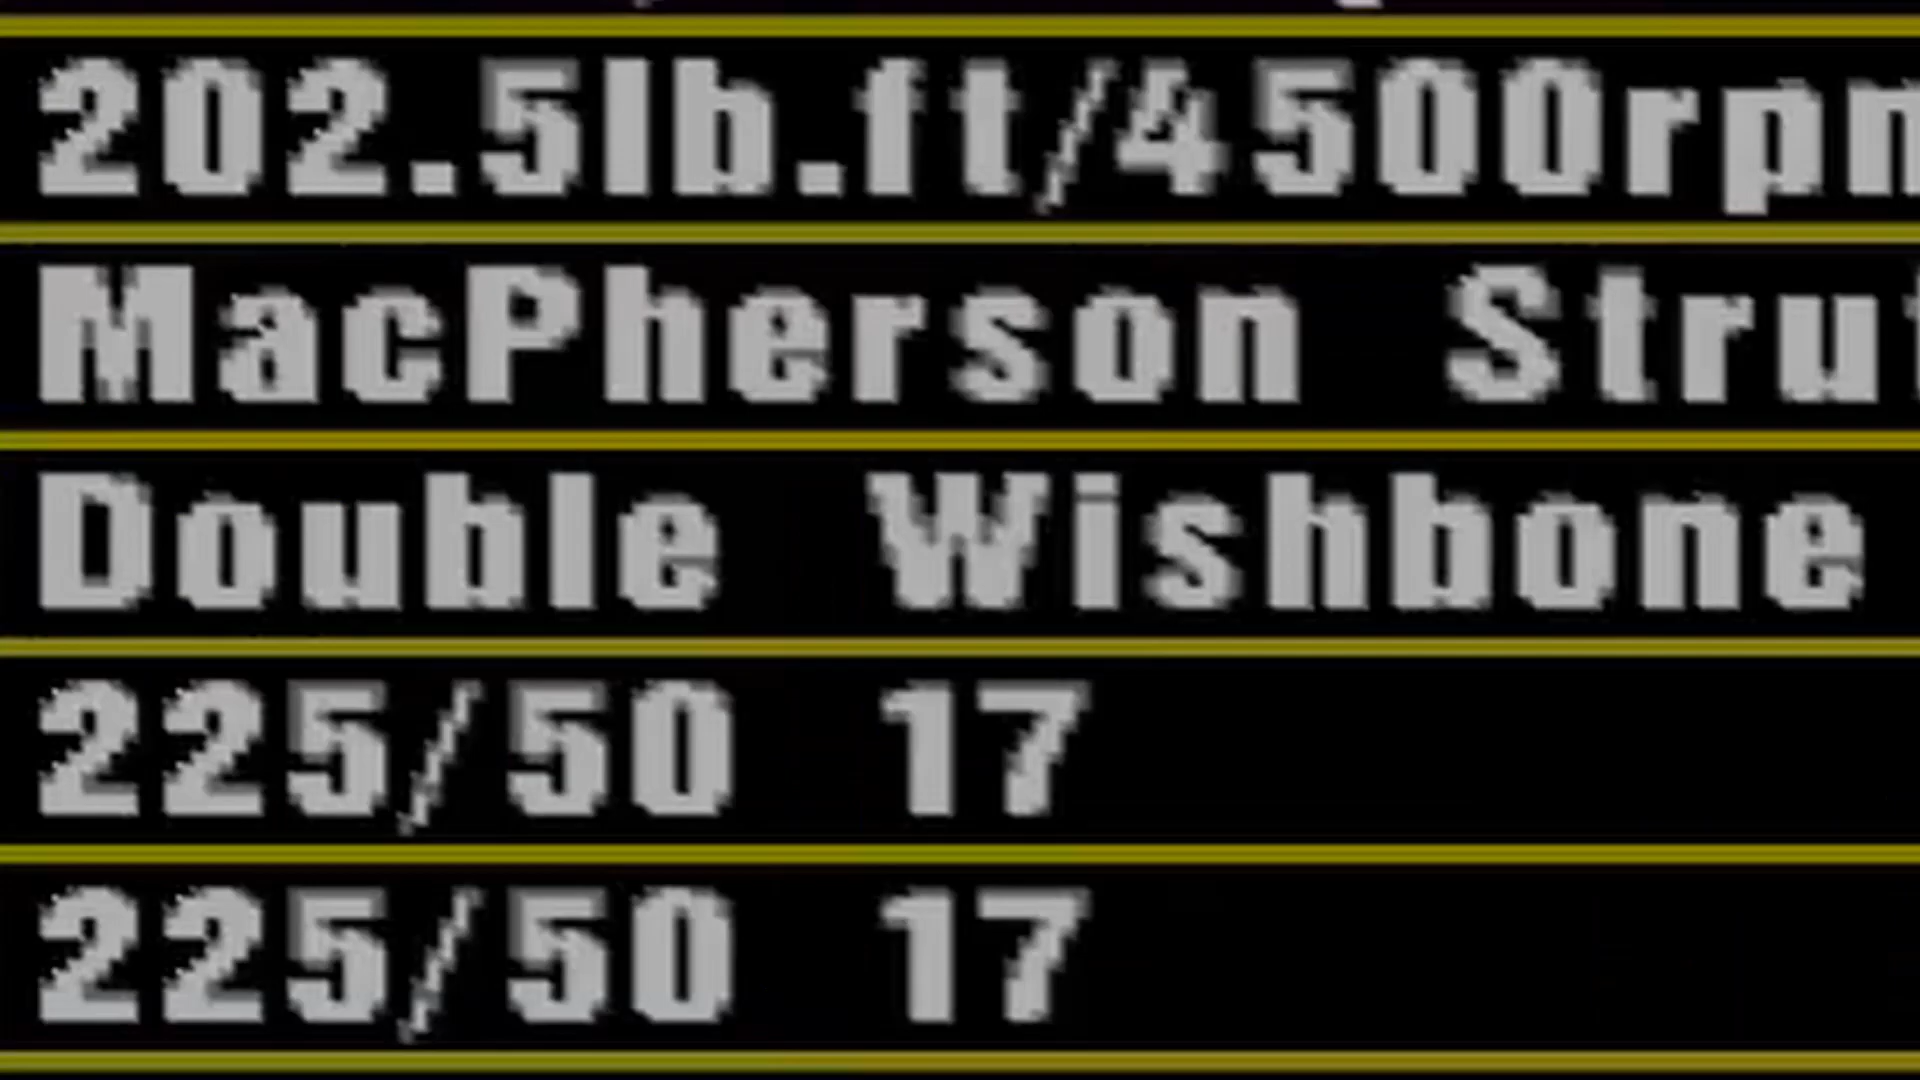 202.5lb.ft/4500rpm
MacPherson Strut
Double Wishbone
225/50 17
225/50 17